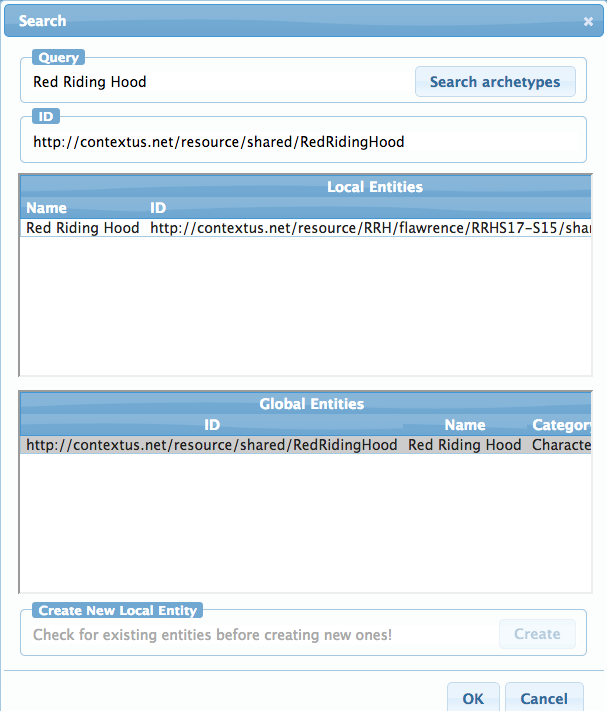 Search
Query
Red Riding Hood Search archetypes
ID
http://contextus.net/resource/shared/RedRidingHood
Local Entities
Name ID
Red Riding Hood http://contextus.net/resource/RRH/flawrence/RRHS17-S15/shar
Global Entities
ID Name Category
http://contextus.net/resource/shared/RedRidingHood Red Riding Hood Characte
Create New Local Entity
Check for existing entities before creating new ones! Create
OK Cancel